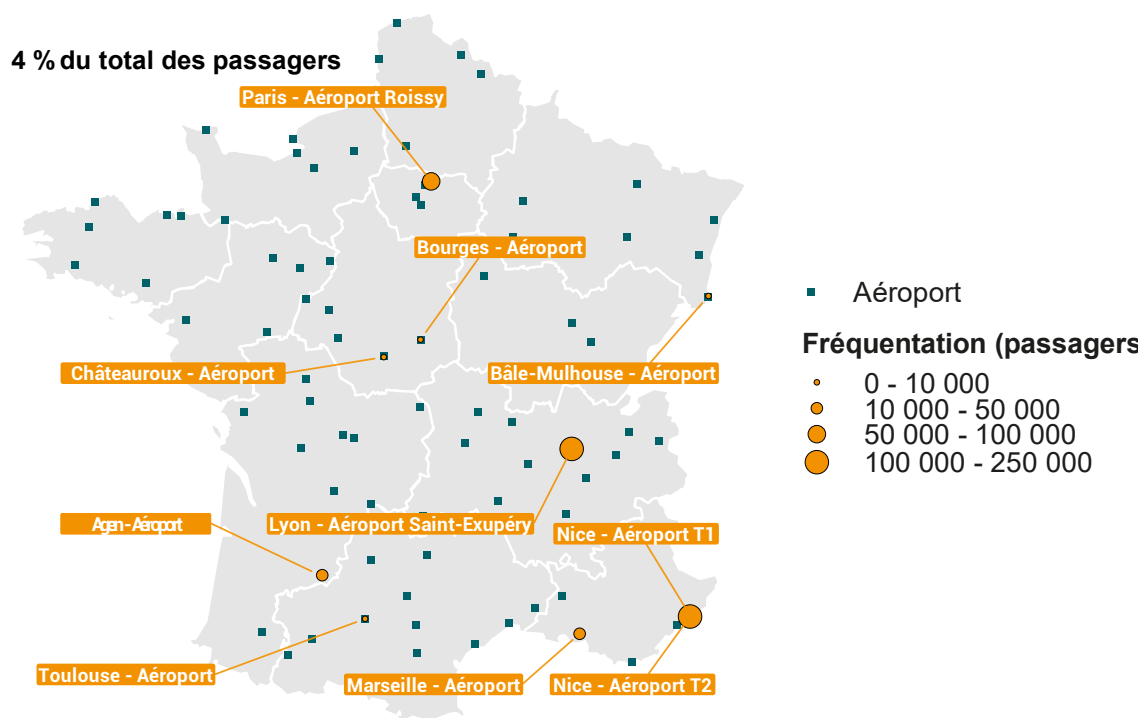 4 % du total des passagers
Paris - Aéroport Roissy
Bourges - Aéroport
Aéroport
Fréquentation (passagers
Châteauroux - Aéroport
Bâle-Mulhouse - Aéroport
0 - 10 000
10 000 - 50 000
50 000 - 100 000
100 000 - 250 000
Agen - Aéroport
Lyon - Aéroport Saint-Exupéry
Nice - Aéroport T1
Toulouse - Aéroport
Marseille - Aéroport
Nice - Aéroport T2